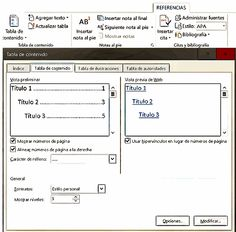 REFERENCIAS
Tabla de contenido
Agregar texto
Actualizar tabla
Tabla de contenido
AB¹
Insertar nota al pie
Insertar nota al final
Siguiente nota al pie
Mostrar notas
Notas al pie
Insertar cita
Administrar fuentes
Estilo: APA
Bibliografía
Citas y bibliografía
Tabla de contenido
Índice
Tabla de contenido
Tabla de ilustraciones
Tabla de autoridades
Vista preliminar
Título 1 1
Título 2 3
Título 3 5
Vista previa de Web
Título 1
Título 2
Título 3
Mostrar números de página
Alinear números de página a la derecha
Carácter de relleno:
Usar hipervínculos en lugar de números de página
General
Formatos: Estilo personal
Mostrar niveles: 3
Opciones...
Modificar...